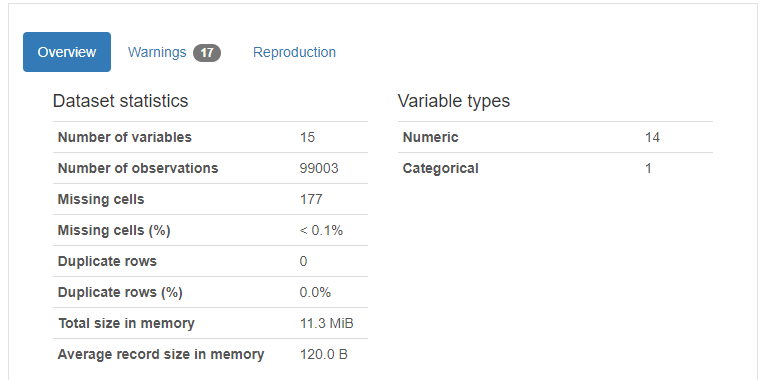 Overview Warnings 17 Reproduction
Dataset statistics
Number of variables 15
Number of observations 99003
Missing cells 177
Missing cells (%) < 0.1%
Duplicate rows 0
Duplicate rows (%) 0.0%
Total size in memory 11.3 MiB
Average record size in memory 120.0 B
Variable types
Numeric 14
Categorical 1